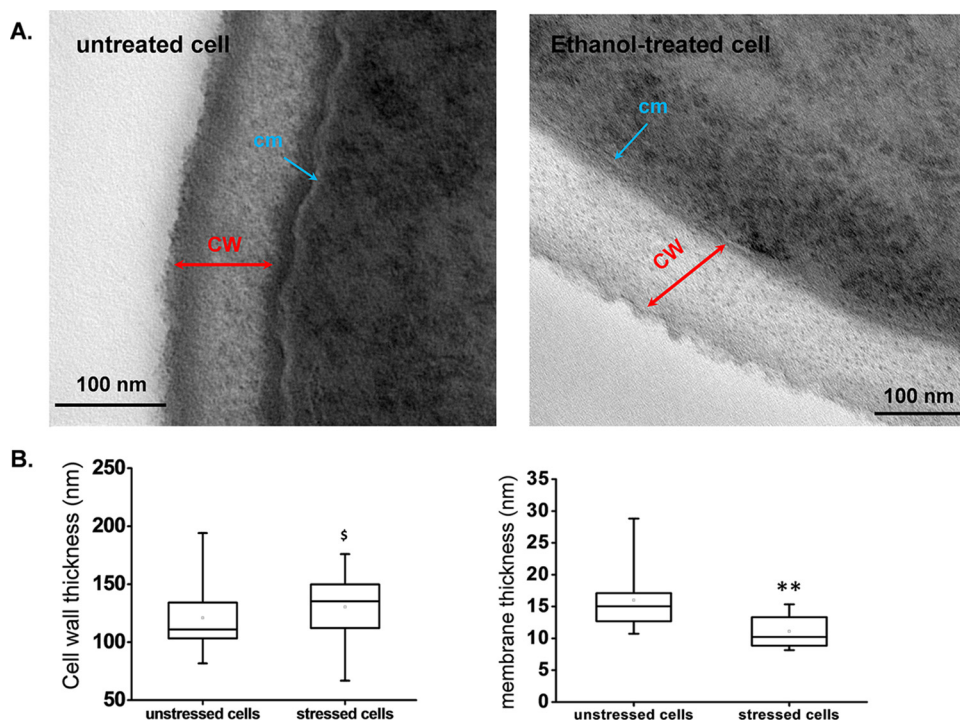 A.
untreated cell
cm
CW
100 nm
Ethanol-treated cell
cm
CW
100 nm
B.
Cell wall thickness (nm)
250
200
150
100
50
$
unstressed cells
stressed cells
membrane thickness (nm)
35
30
25
20
15
10
5
0
**
unstressed cells
stressed cells